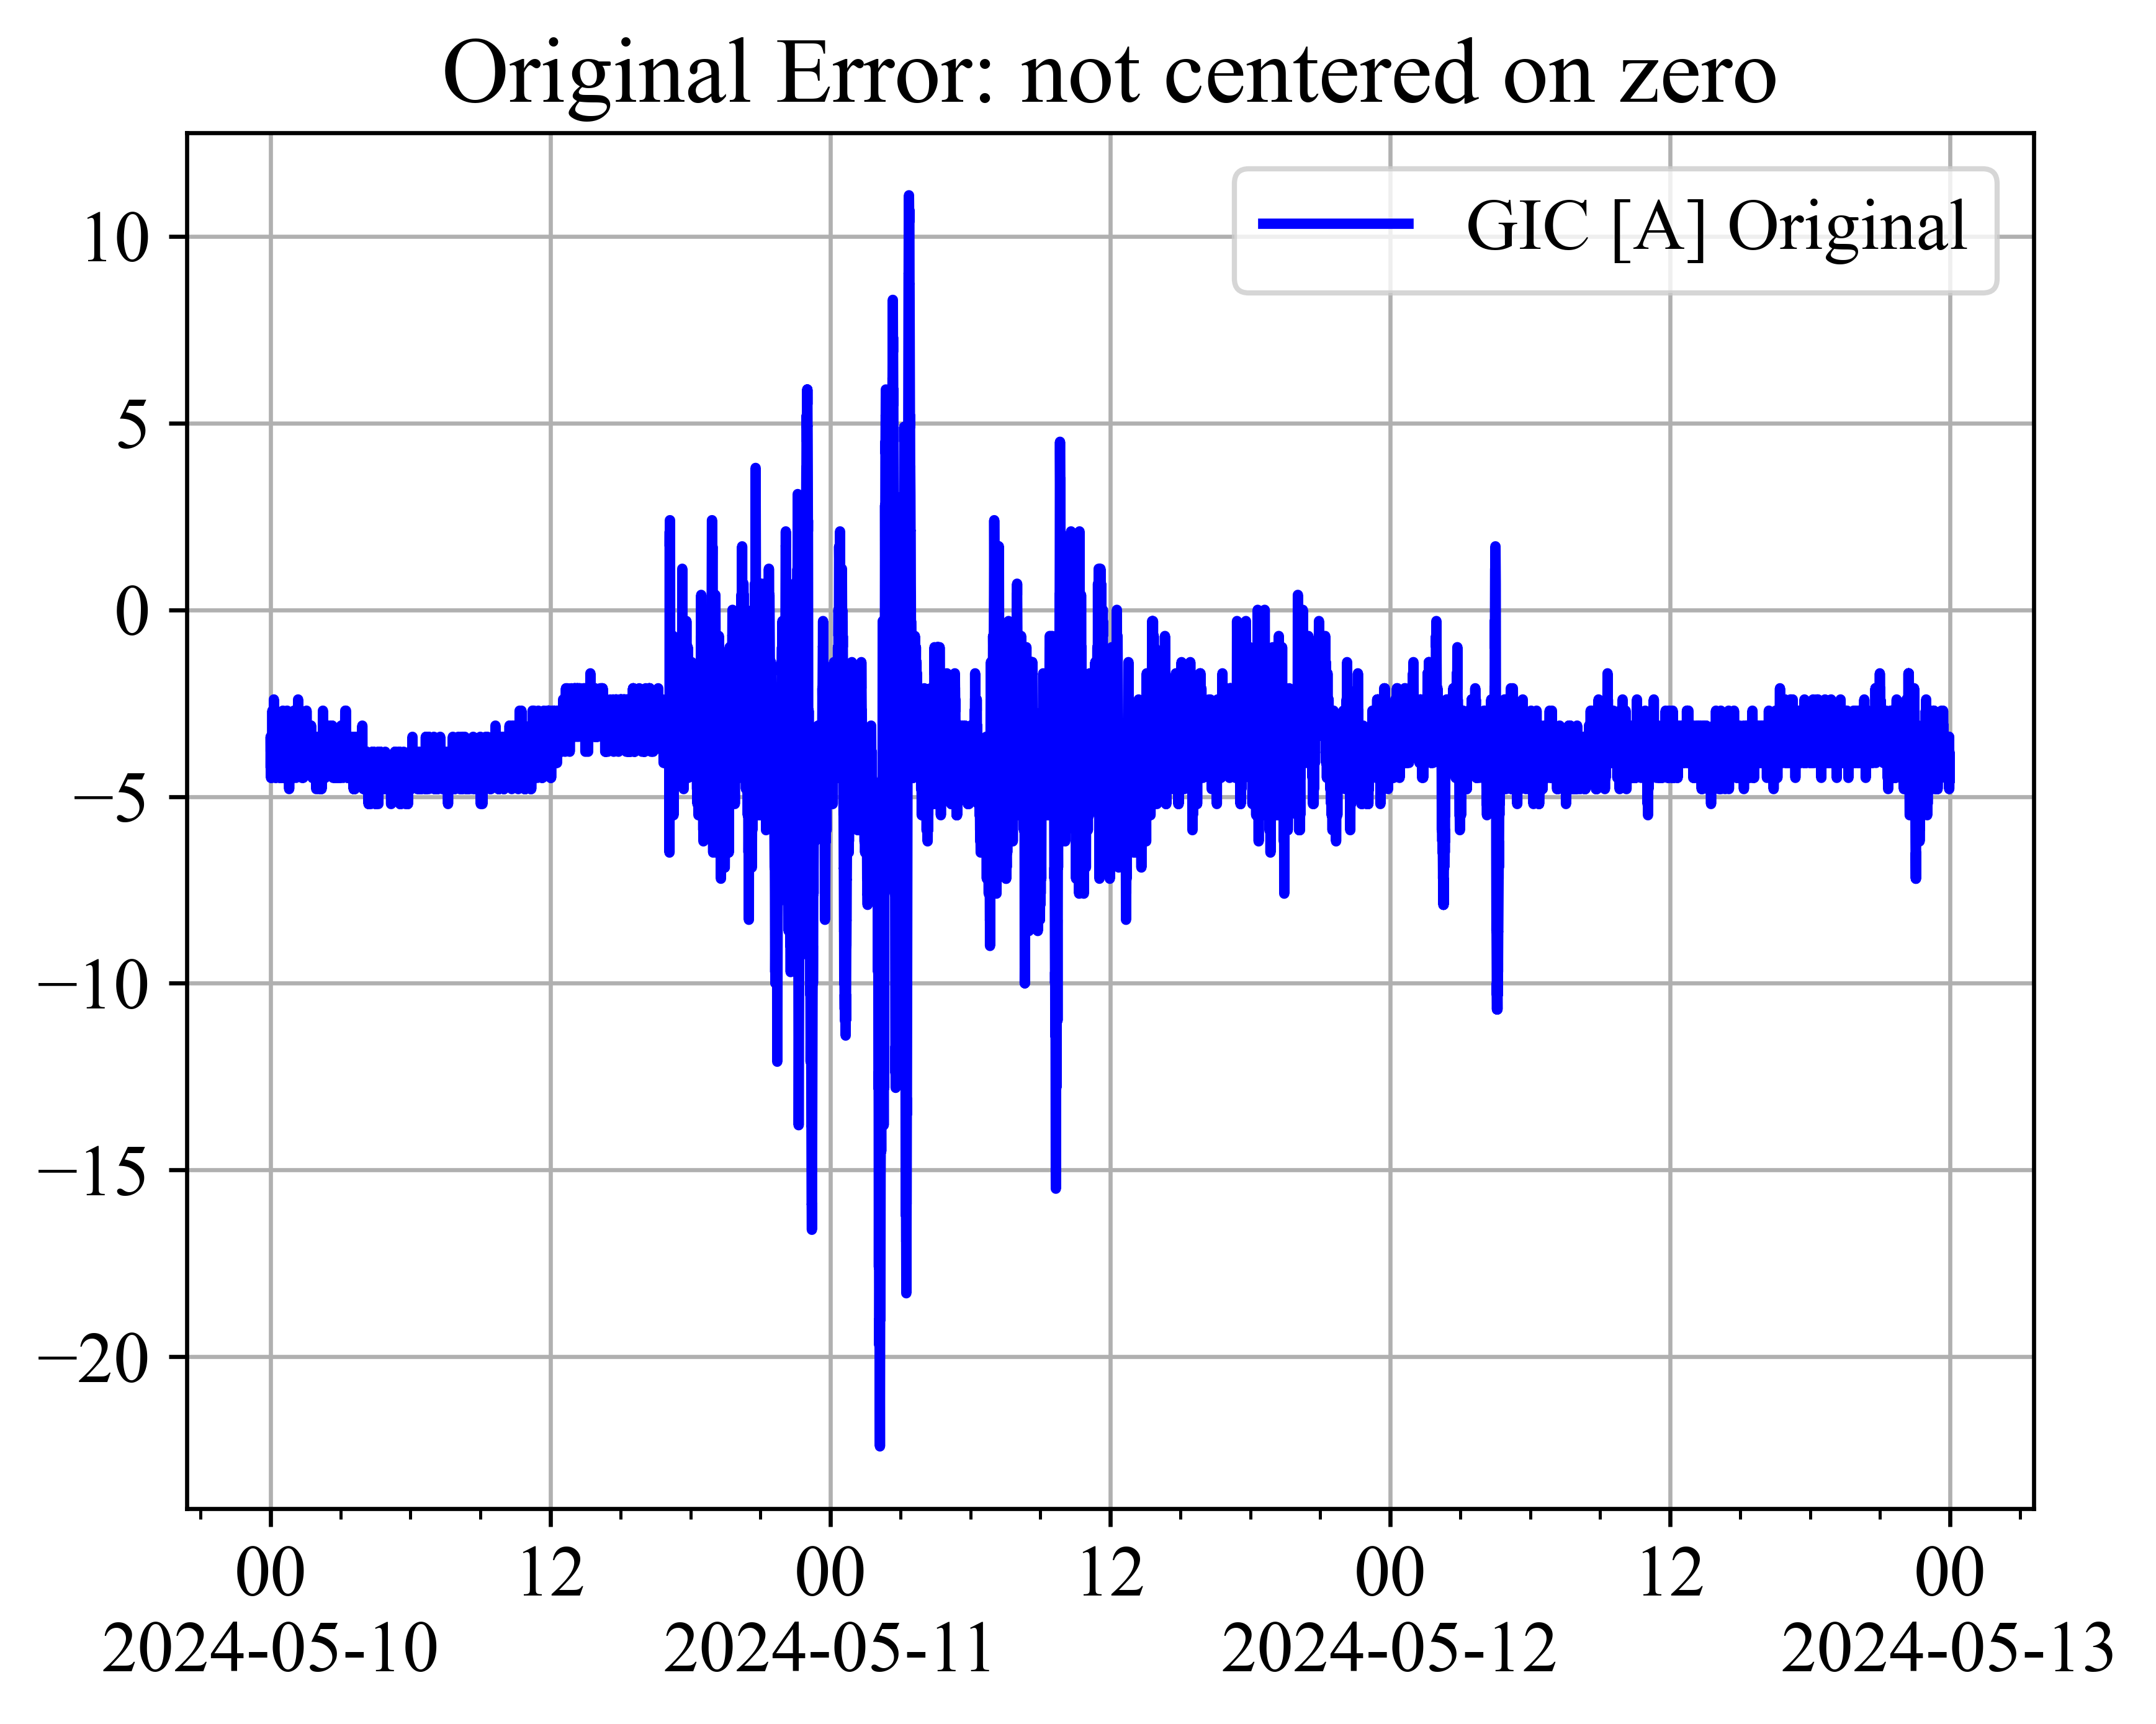 Original Error: not centered on zero
GIC [A] Original
10
5
0
−5
−10
−15
−20
00 12 00 12 00 12 00
2024-05-10 2024-05-11 2024-05-12 2024-05-13